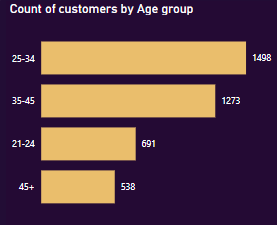 Count of customers by Age group
25-34 1498
35-45 1273
21-24 691
45+ 538